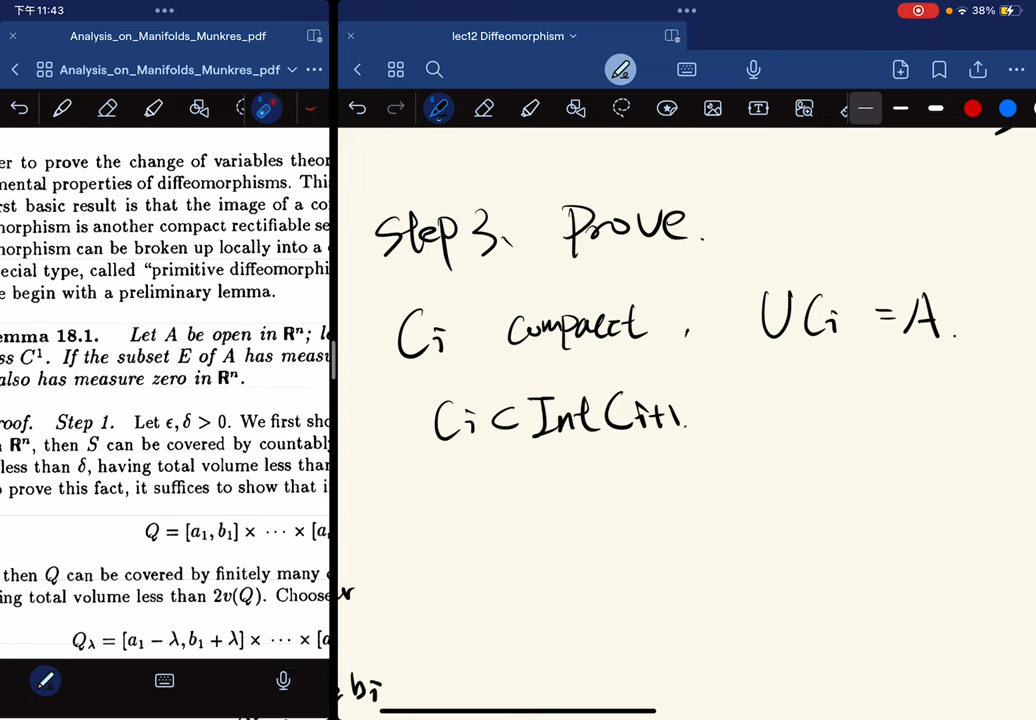 下午11:43
38%
Analysis_on_Manifolds_Munkres_pdf
lec12 Diffeomorphism
Analysis_on_Manifolds_Munkres_pdf
er to prove the change of variables theor
mental properties of diffeomorphisms. Thi
rst basic result is that the image of a co
morphism is another compact rectifiable se
morphism can be broken up locally into a
ecial type, called “primitive diffeomorphi
e begin with a preliminary lemma.
emma 18.1. Let A be open in Rⁿ; l
ss C¹. If the subset E of A has measu
also has measure zero in Rⁿ.
roof. Step 1. Let ϵ, δ > 0. We first sho
Rⁿ, then S can be covered by countabl
less than δ, having total volume less than
o prove this fact, it suffices to show that i
Q = [a₁, b₁] × ⋯ × [a
then Q can be covered by finitely many
ing total volume less than 2v(Q). Choose
Q_λ = [a₁ − λ, b₁ + λ] × ⋯ × [a
Step 3、 Prove.
Ci compact, UCi = A.
Ci ⊂ Int Ci+1.
bi